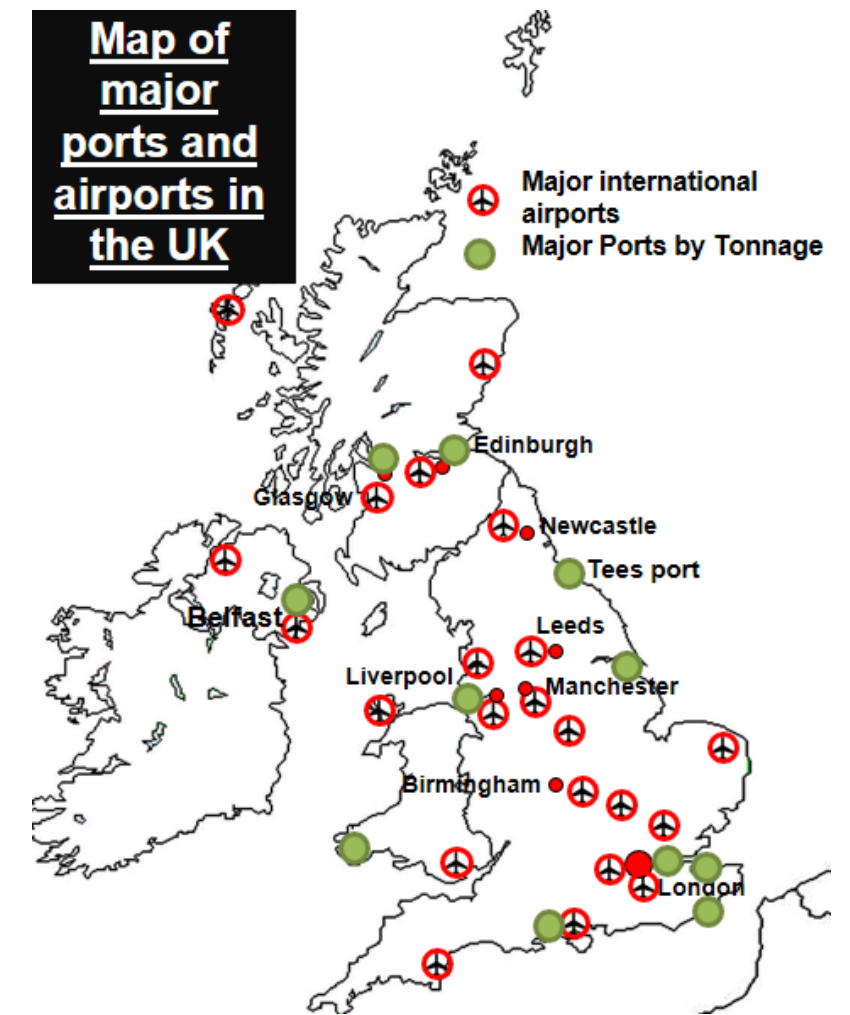 Map of
major
ports and
airports in
the UK
Major international
airports
Major Ports by Tonnage
Edinburgh
Glasgow
Newcastle
Tees port
Belfast
Leeds
Liverpool
Manchester
Birmingham
London